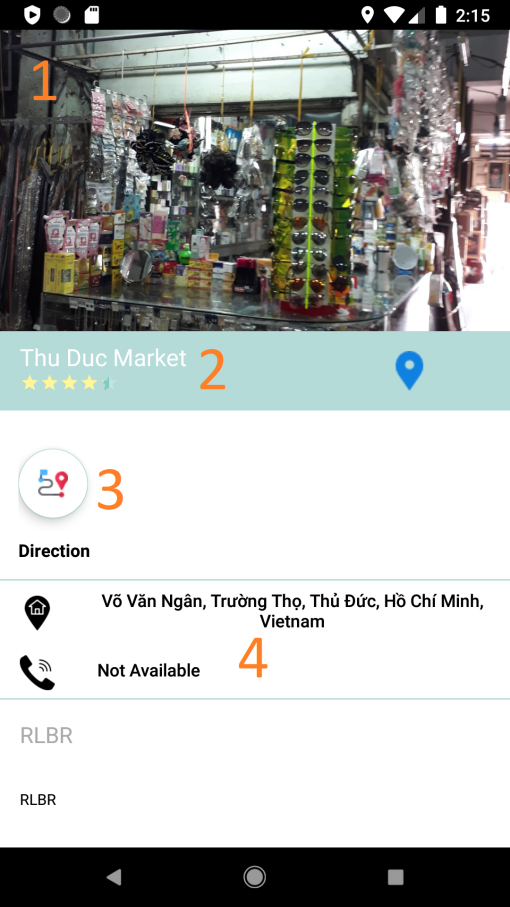 2:15
1
Thu Duc Market
2
3
Direction
Võ Văn Ngân, Trường Thọ, Thủ Đức, Hồ Chí Minh,
Vietnam
4
Not Available
RLBR
RLBR